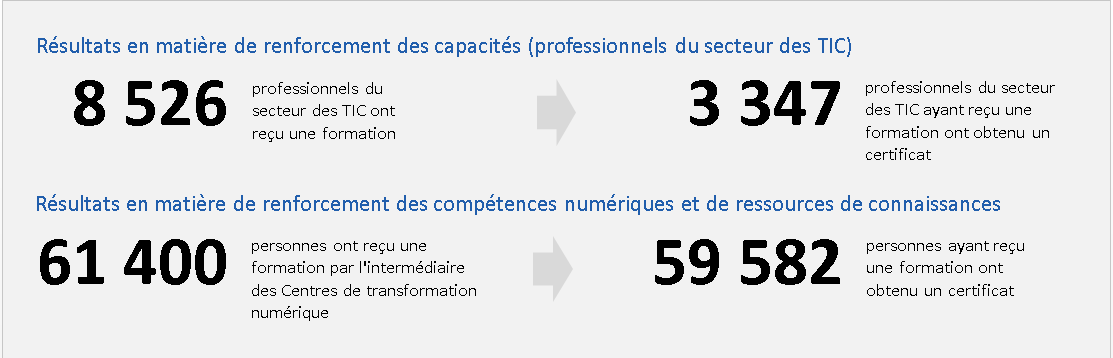 Résultats en matière de renforcement des capacités (professionnels du secteur des TIC)
8 526
professionnels du
secteur des TIC ont
reçu une formation
3 347
professionnels du secteur
des TIC ayant reçu une
formation ont obtenu un
certificat
Résultats en matière de renforcement des compétences numériques et de ressources de connaissances
61 400
personnes ont reçu une
formation par l'intermédiaire
des Centres de transformation
numérique
59 582
personnes ayant reçu
une formation ont
obtenu un certificat